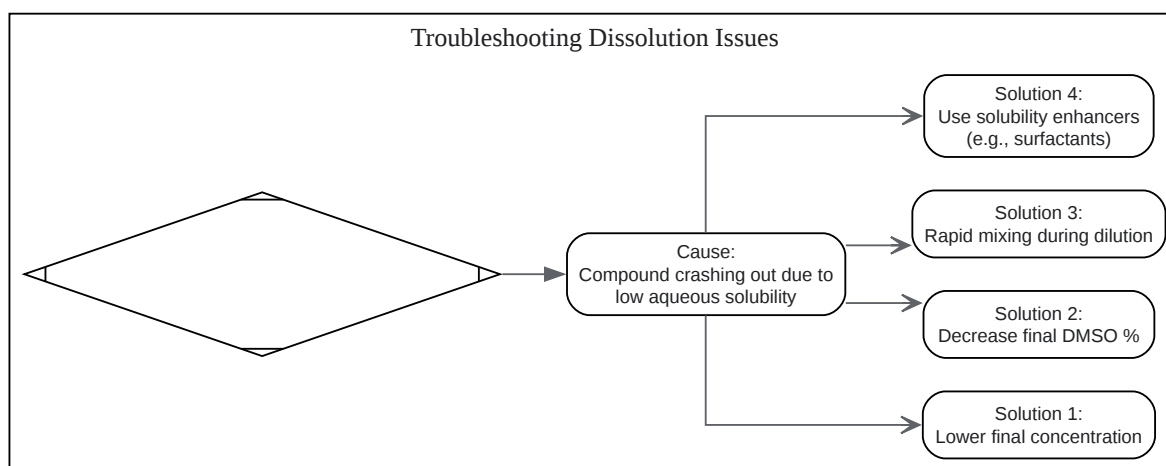 Troubleshooting Dissolution Issues
Solution 4:
Use solubility enhancers
(e.g., surfactants)
Solution 3:
Rapid mixing during dilution
Cause:
Compound crashing out due to
low aqueous solubility
Solution 2:
Decrease final DMSO %
Solution 1:
Lower final concentration